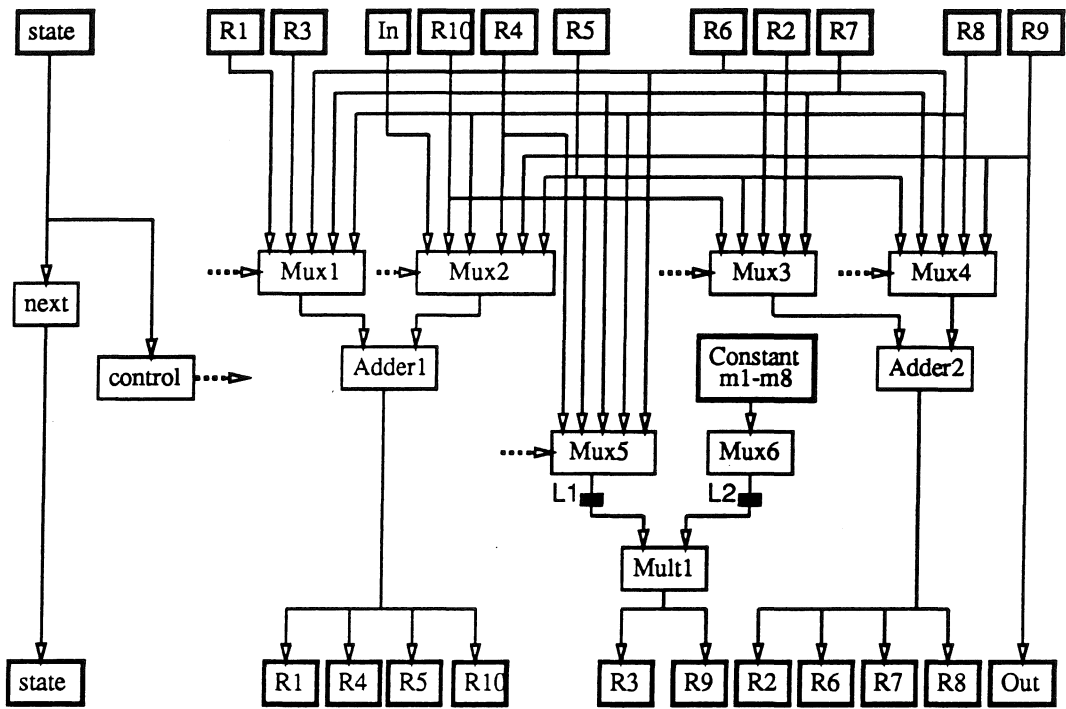 state R1 R3 In R10 R4 R5 R6 R2 R7 R8 R9
Mux1 Mux2 Mux3 Mux4
next
Constant
m1-m8
control Adder1 Adder2
Mux5 Mux6
L1 L2
Mult1
state R1 R4 R5 R10 R3 R9 R2 R6 R7 R8 Out